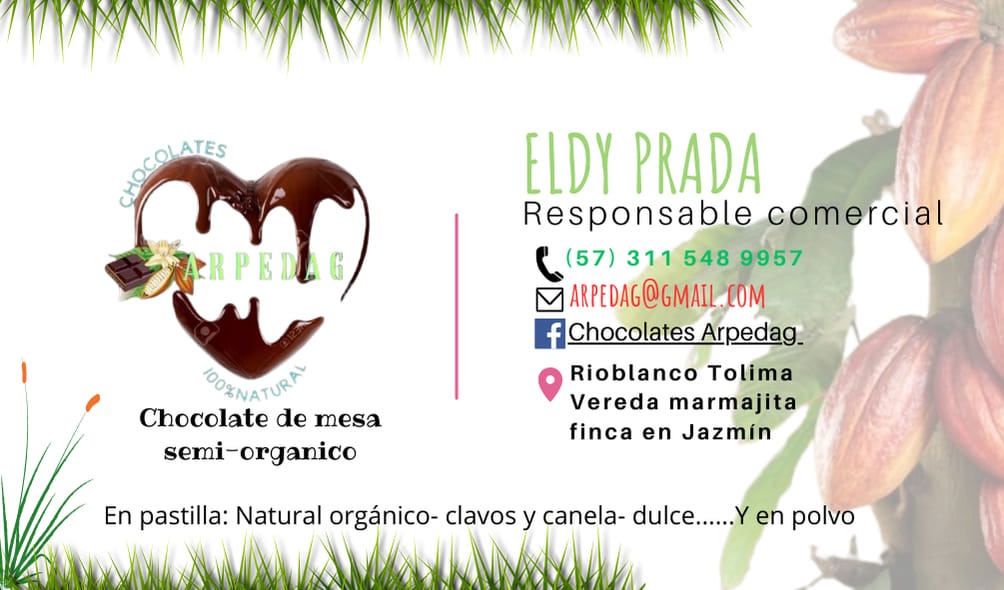 CHOCOLATES
ARPEDAG
100%NATURAL
Chocolate de mesa
semi-organico
ELDY PRADA
Responsable comercial
(57) 311 548 9957
ARPEDAG@GMAIL.COM
Chocolates Arpedag
Rioblanco Tolima
Vereda marmajita
finca en Jazmín
En pastilla: Natural orgánico- clavos y canela- dulce......Y en polvo